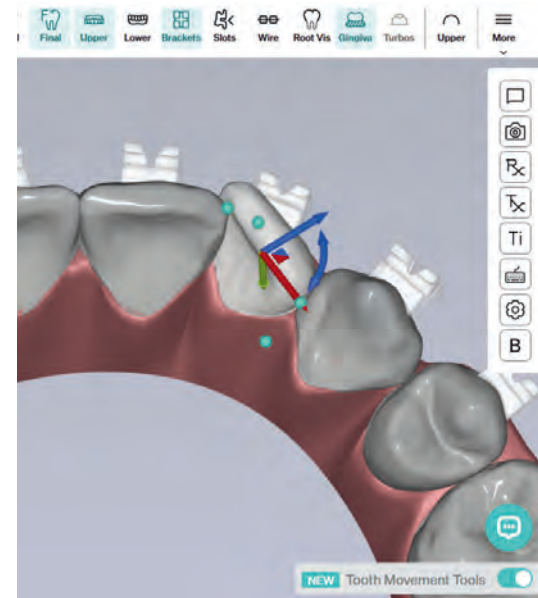 Final Upper Lower Brackets Slots Wire Root Vis Gingiva Turbos Upper More
Rx
Tx
Ti
B
NEW Tooth Movement Tools